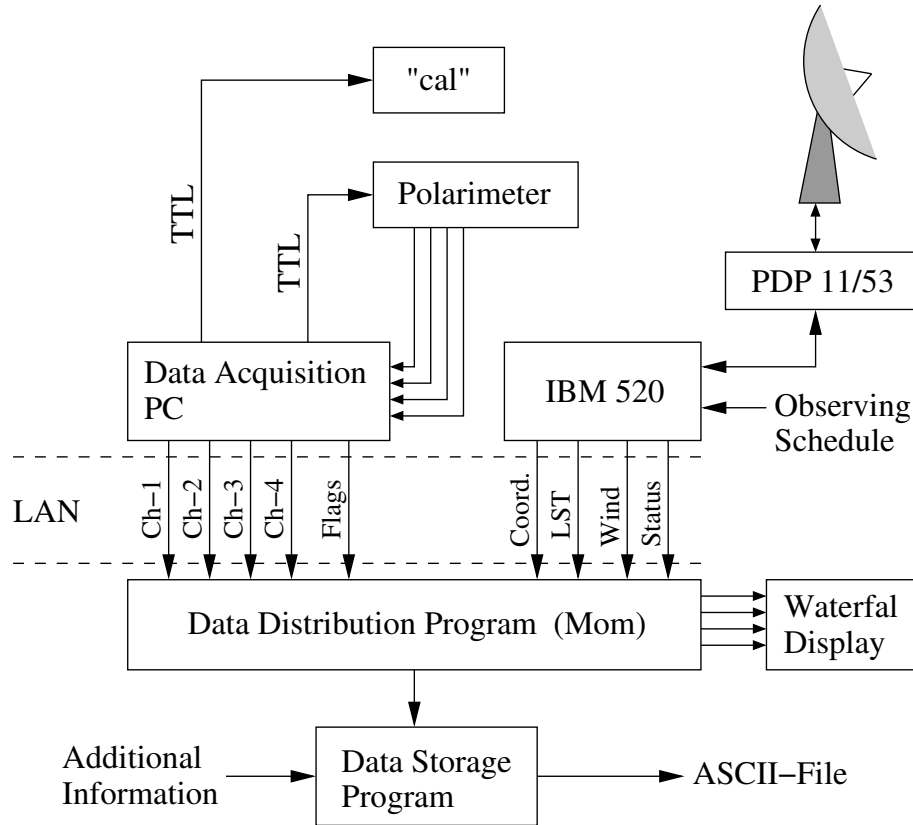 "cal"
TTL
Polarimeter
TTL
PDP 11/53
Data Acquisition
PC
IBM 520
Observing
Schedule
LAN
Ch−1
Ch−2
Ch−3
Ch−4
Flags
Coord.
LST
Wind
Status
Data Distribution Program (Mom)
Waterfal
Display
Additional
Information
Data Storage
Program
ASCII−File